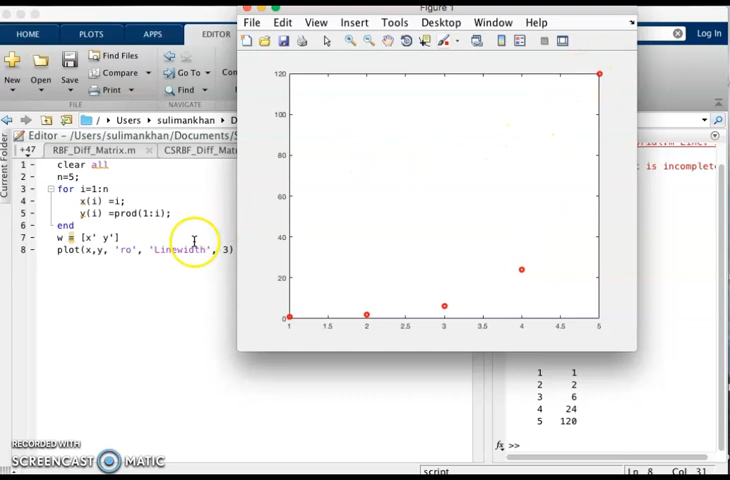 Figure 1
HOME PLOTS APPS EDITOR
File Edit View Insert Tools Desktop Window Help
Log In
New Open Save
Find Files
Compare
Print
Go To
Find
FILE
NAVIGATE
/ Users / sulimankhan /
Editor - /Users/sulimankhan/Documents/
+47 RBF_Diff_Matrix.m
Current Folder
1 clear all
2 n=5;
3 for i=1:n
4 x(i) =i;
5 y(i) =prod(1:i);
6 end
7 w = [x' y']
8 plot(x,y, 'ro', 'Linewidth', 3)
120
100
80
60
40
20
0
1 1.5 2 2.5 3 3.5 4 4.5 5
is incomplete
1 1
2 2
3 6
4 24
5 120
fx >>
RECORDED WITH
SCREENCAST MATIC
script
Ln 8 Col 31